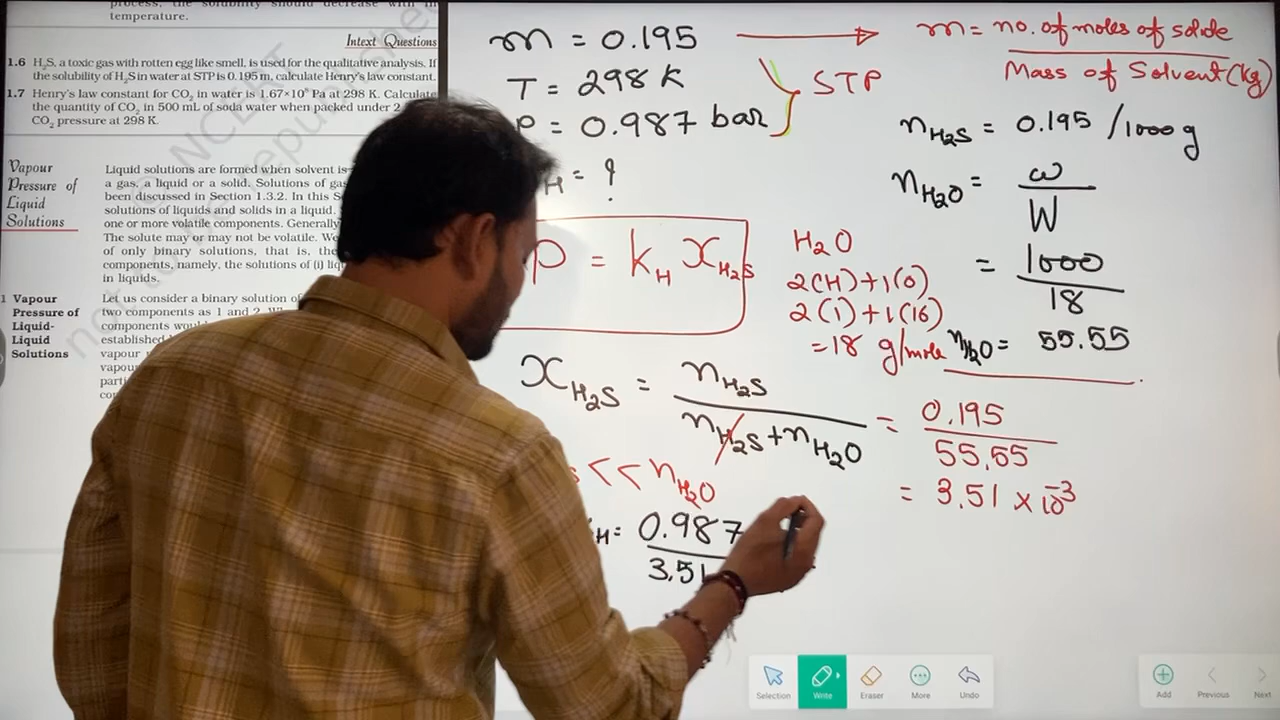 temperature.
Intext Questions
1.6 H₂S, a toxic gas with rotten egg like smell, is used for the qualitative analysis. If
the solubility of H₂S in water at STP is 0.195 m, calculate Henry's law constant.
1.7 Henry's law constant for CO₂ in water is 1.67×10⁸ Pa at 298 K. Calculate
the quantity of CO₂ in 500 mL of soda water when packed under 2
CO₂ pressure at 298 K.
Vapour
Pressure of
Liquid
Solutions
Liquid solutions are formed when solvent is
a gas, a liquid or a solid. Solutions of gas
been discussed in Section 1.3.2. In this S
solutions of liquids and solids in a liquid.
one or more volatile components. Generally
The solute may or may not be volatile. We
of only binary solutions, that is, the
components, namely, the solutions of (i) liq
in liquids.
1 Vapour
Pressure of
Liquid-
Liquid
Solutions
Let us consider a binary solution of
two components as 1 and 2.
components wou
established
vapour
vapou
parti
m = 0.195
T = 298 K
P = 0.987 bar
STP
H = ?
m = no. of moles of solute
Mass of Solvent (kg)
nH₂S = 0.195 /1000 g
nH₂O = w
W
= 1000
18
nH₂O = 55.55
p = kH xH₂S
H₂O
2(H)+1(O)
2(1)+1(16)
=18 g/mole
xH₂S = nH₂S
nH₂S + nH₂O
= 0.195
55.55
= 3.51 × 10⁻³
s << nH₂O
H = 0.987
3.51
Selection
Write
Eraser
More
Undo
Add
Previous
Next